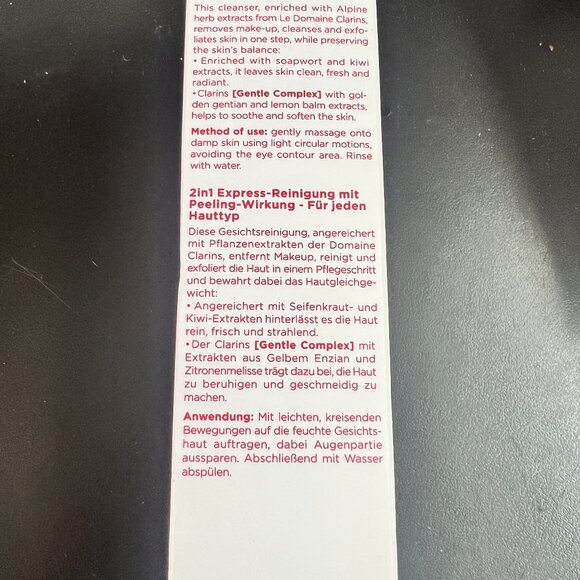 This cleanser, enriched with Alpine
herb extracts from Le Domaine Clarins,
removes make-up, cleanses and exfo-
liates skin in one step, while preserving
the skin's balance:
• Enriched with soapwort and kiwi
extracts, it leaves skin clean, fresh and
radiant.
• Clarins [Gentle Complex] with gol-
den gentian and lemon balm extracts,
helps to soothe and soften the skin.
Method of use: gently massage onto
damp skin using light circular motions,
avoiding the eye contour area. Rinse
with water.
2in1 Express-Reinigung mit
Peeling-Wirkung - Für jeden
Hauttyp
Diese Gesichtsreinigung, angereichert
mit Pflanzenextrakten der Domaine
Clarins, entfernt Makeup, reinigt und
exfoliert die Haut in einem Pflegeschritt
und bewahrt dabei das Hautgleichge-
wicht:
• Angereichert mit Seifenkraut- und
Kiwi-Extrakten hinterlässt es die Haut
rein, frisch und strahlend.
• Der Clarins [Gentle Complex] mit
Extrakten aus Gelbem Enzian und
Zitronenmelisse trägt dazu bei, die Haut
zu beruhigen und geschmeidig zu
machen.
Anwendung: Mit leichten, kreisenden
Bewegungen auf die feuchte Gesichts-
haut auftragen, dabei Augenpartie
aussparen. Abschließend mit Wasser
abspülen.